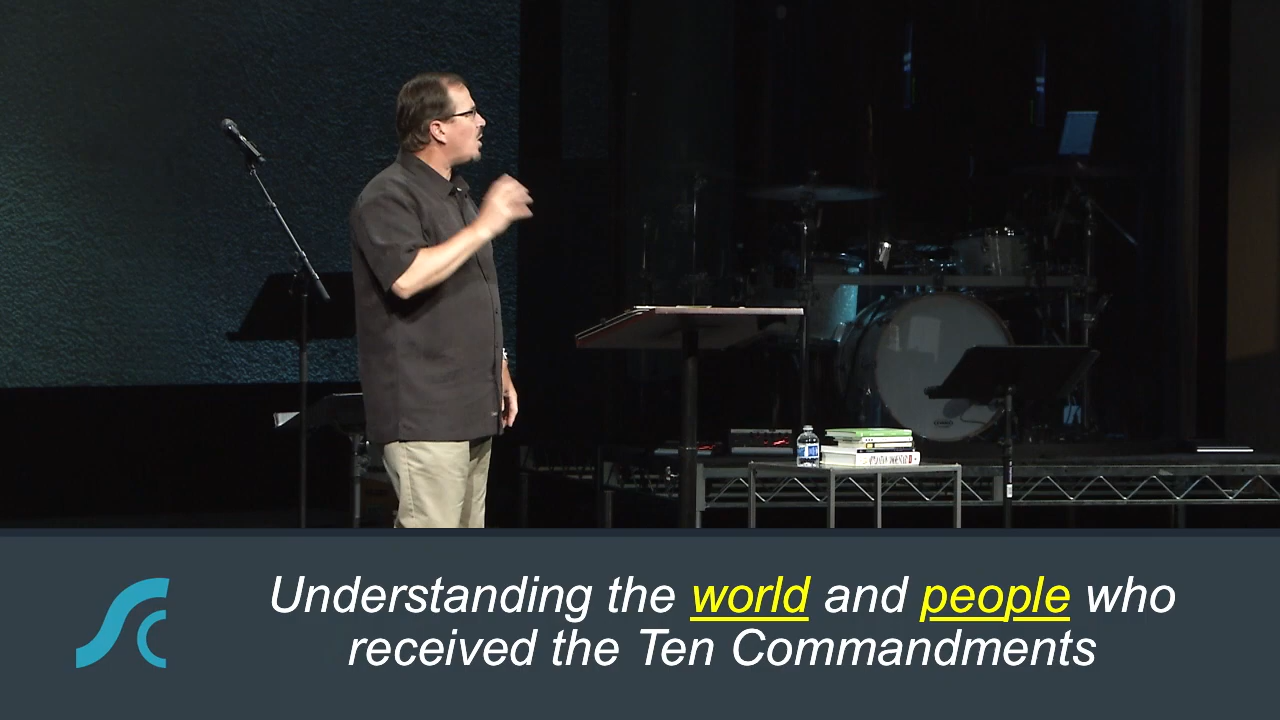 Understanding the world and people who
received the Ten Commandments